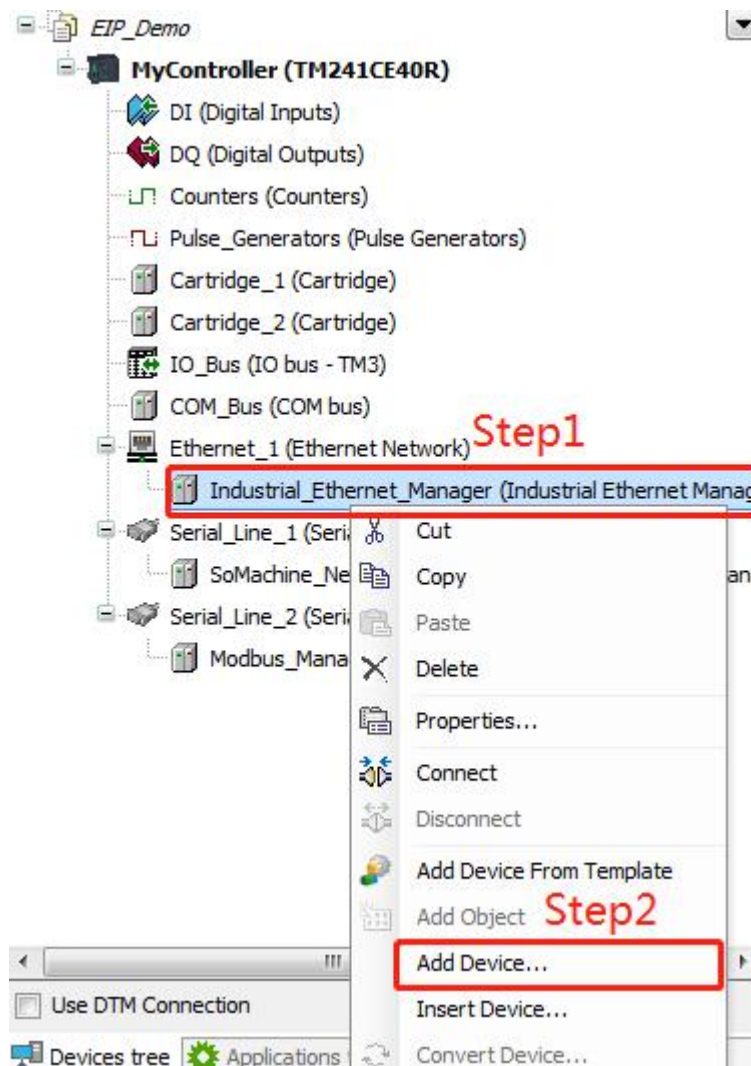 EIP_Demo
MyController (TM241CE40R)
DI (Digital Inputs)
DQ (Digital Outputs)
Counters (Counters)
Pulse_Generators (Pulse Generators)
Cartridge_1 (Cartridge)
Cartridge_2 (Cartridge)
IO_Bus (IO bus - TM3)
COM_Bus (COM bus)
Step1
Ethernet_1 (Ethernet Network)
Industrial_Ethernet_Manager (Industrial Ethernet Manag
Serial_Line_1 (Seri
Cut
SoMachine_Ne
Copy
an
Serial_Line_2 (Seri
Paste
Modbus_Mana
Delete
Properties...
Connect
Disconnect
Add Device From Template
Add Object
Step2
Add Device...
Use DTM Connection
Insert Device...
Devices tree
Applications
Convert Device...